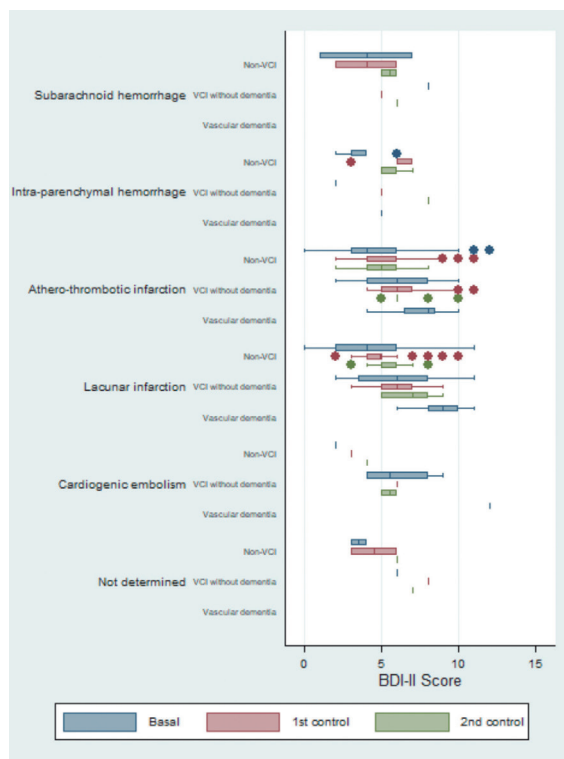 Non-VCI
Subarachnoid hemorrhage VCI without dementia
Vascular dementia
Non-VCI
Intra-parenchymal hemorrhage VCI without dementia
Vascular dementia
Non-VCI
Athero-thrombotic infarction VCI without dementia
Vascular dementia
Non-VCI
Lacunar infarction VCI without dementia
Vascular dementia
Non-VCI
Cardiogenic embolism VCI without dementia
Vascular dementia
Non-VCI
Not determined VCI without dementia
Vascular dementia
0 5 10 15
BDI-II Score
Basal 1st control 2nd control